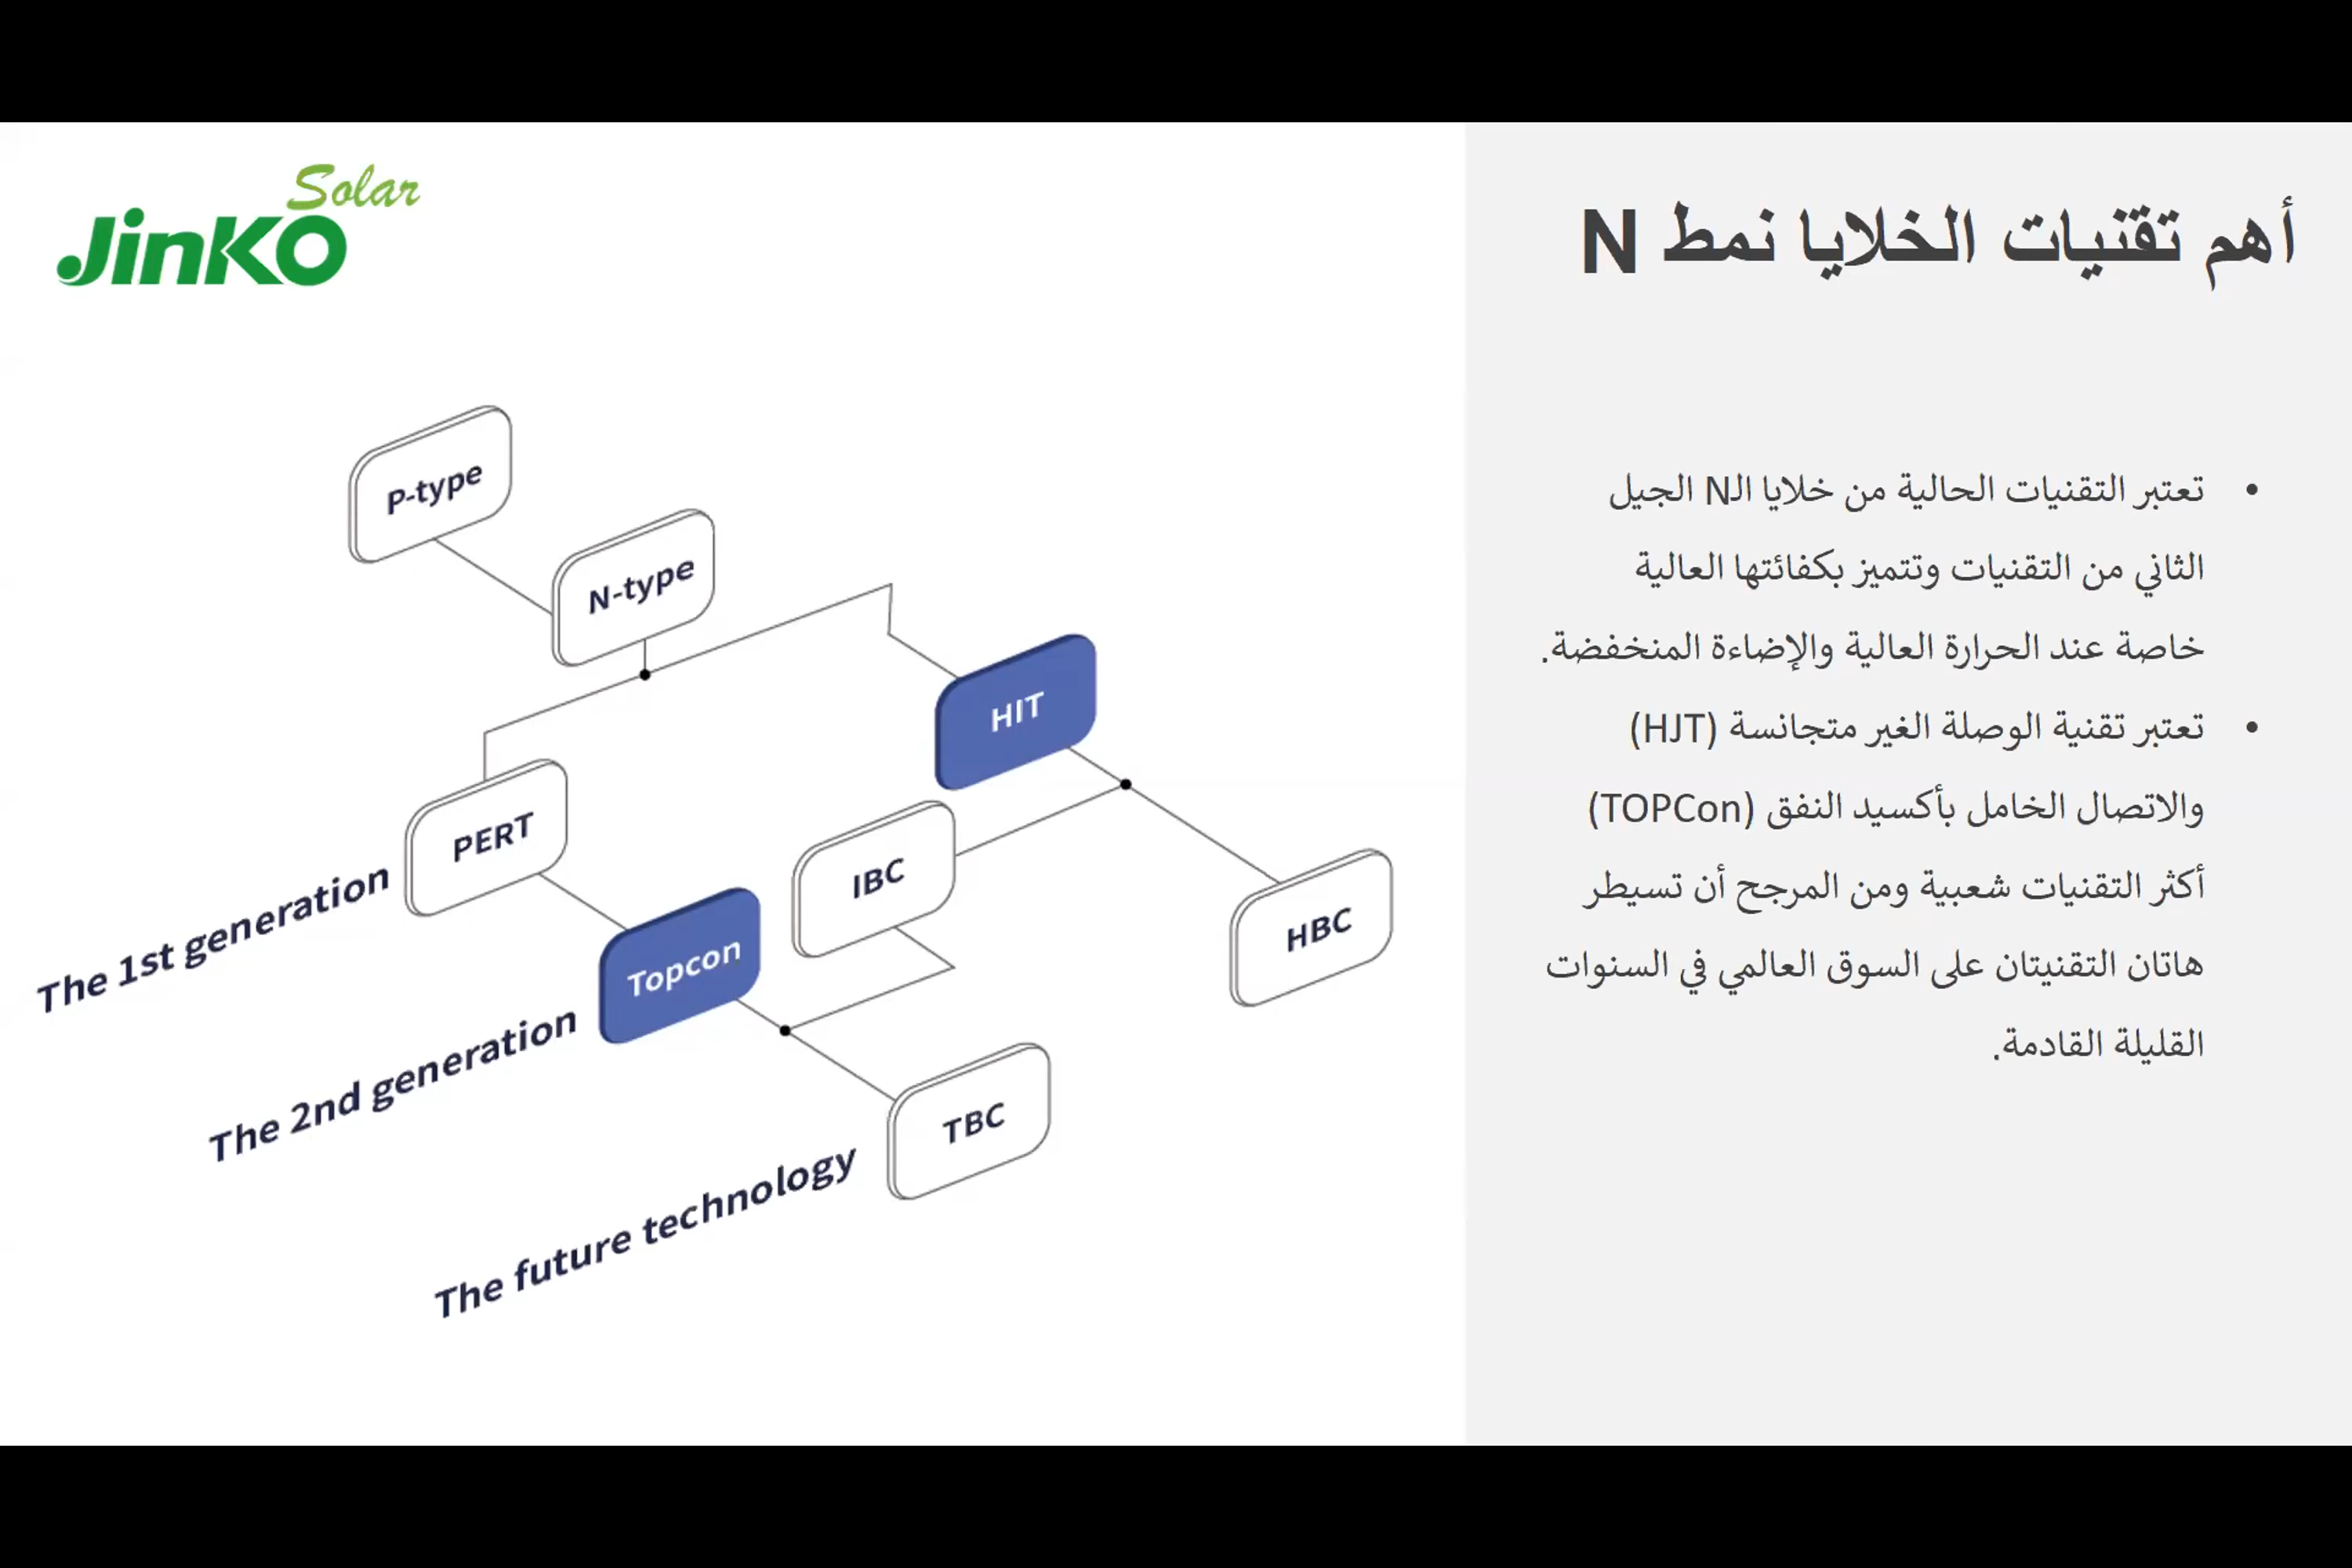 Solar
JinKO
أهم تقنيات الخلايا نمط N
• تعتبر التقنيات الحالية من خلايا الـN الجيل
الثاني من التقنيات وتتميز بكفائتها العالية
خاصة عند الحرارة العالية والإضاءة المنخفضة.
• تعتبر تقنية الوصلة الغير متجانسة (HJT)
والاتصال الخامل بأكسيد النفق (TOPCon)
أكثر التقنيات شعبية ومن المرجح أن تسيطر
هاتان التقنيتان على السوق العالمي في السنوات
القليلة القادمة.
P-type
N-type
HIT
PERT
IBC
HBC
Topcon
TBC
The 1st generation
The 2nd generation
The future technology